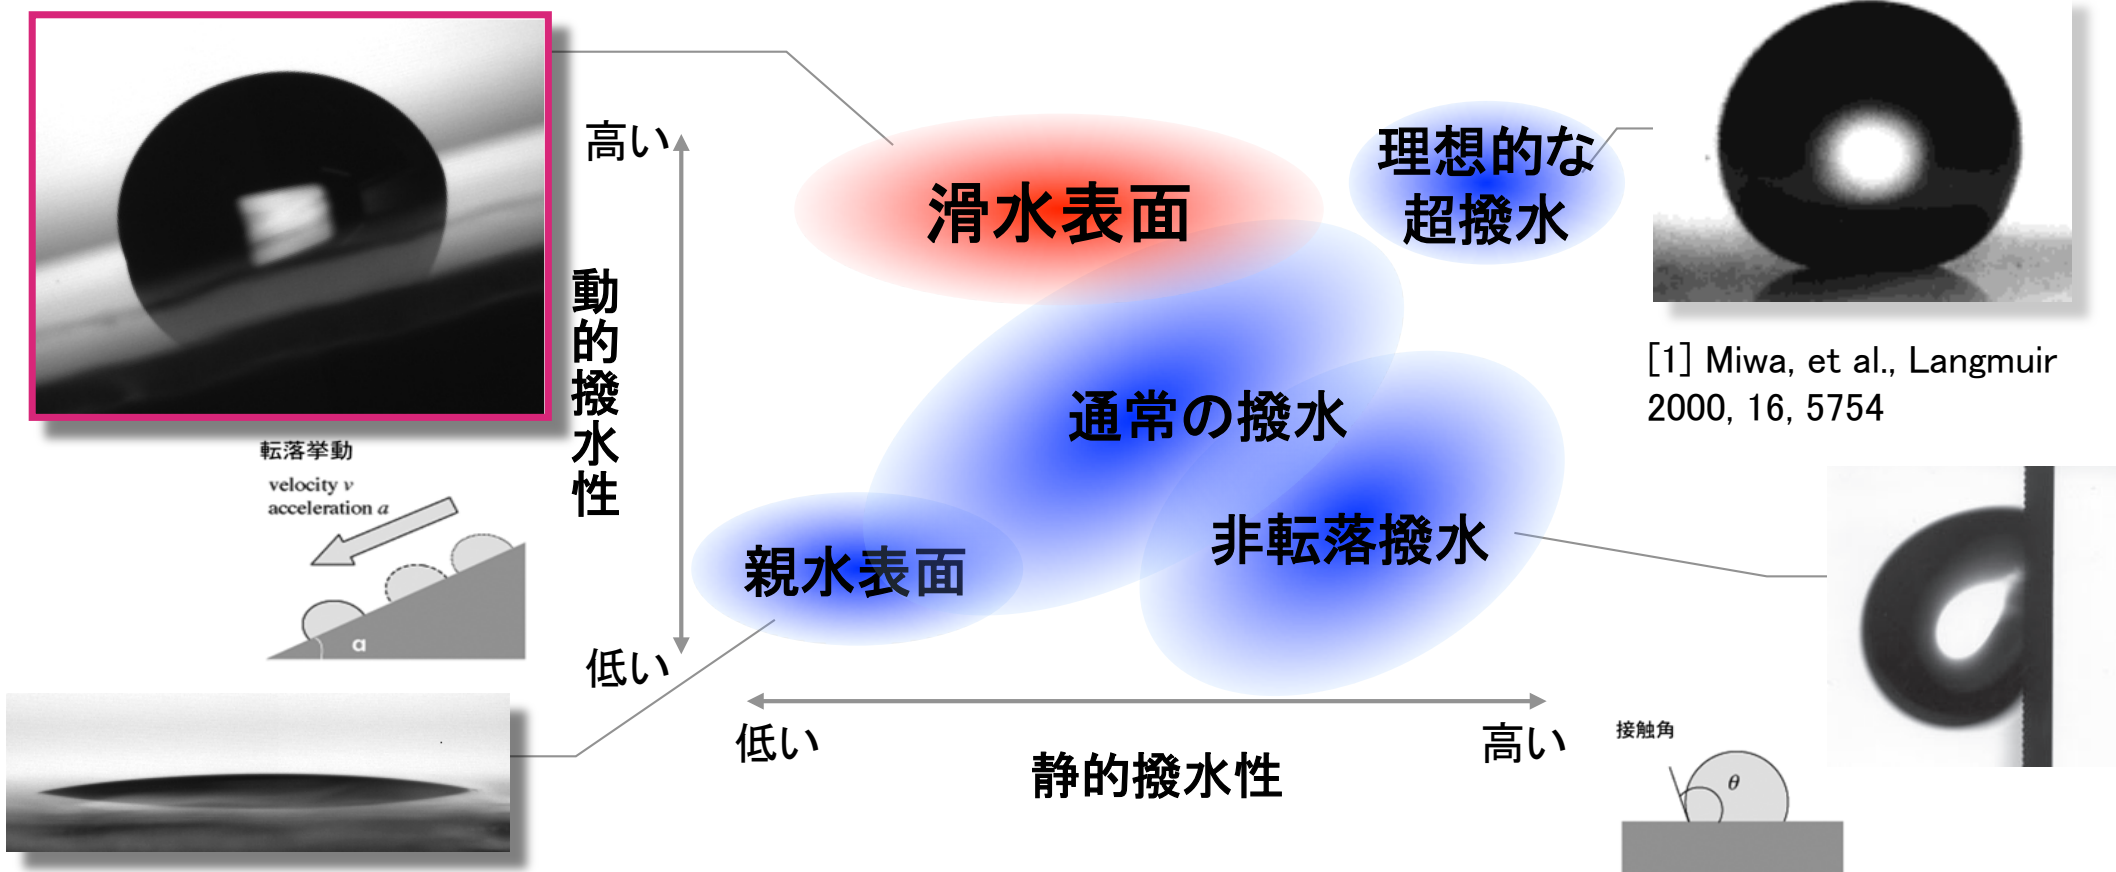 高い
動的撥水性
低い
滑水表面
理想的な
超撥水
通常の撥水
非転落撥水
親水表面
低い
静的撥水性
高い
[1] Miwa, et al., Langmuir
2000, 16, 5754
転落挙動
velocity v
acceleration a
α
接触角
θ